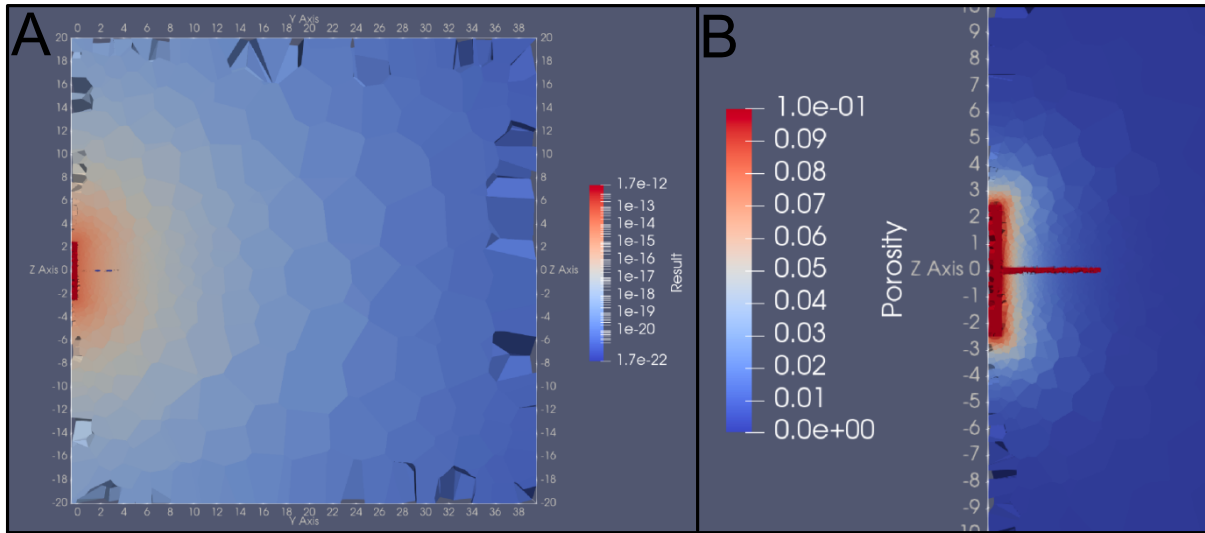 A
Y Axis
0 2 4 6 8 10 12 14 16 18 20 22 24 26 28 30 32 34 36 38
20 20
18 18
16 16
14 14
12 12
10 10
8 8
6 6
4 4
2 2
Z Axis 0 0 Z Axis
-2 -2
-4 -4
-6 -6
-8 -8
-10 -10
-12 -12
-14 -14
-16 -16
-18 -18
-20 -20
0 2 4 6 8 10 12 14 16 18 20 22 24 26 28 30 32 34 36 38
Y Axis
1.7e-12
1e-13
1e-14
1e-15
1e-16
1e-17
1e-18
1e-19
1e-20
1.7e-22
Result
B
1.0e-01
0.09
0.08
0.07
0.06
0.05
0.04
0.03
0.02
0.01
0.0e+00
Porosity
10
9
8
7
6
5
4
3
2
1
Z Axis 0
-1
-2
-3
-4
-5
-6
-7
-8
-9
10